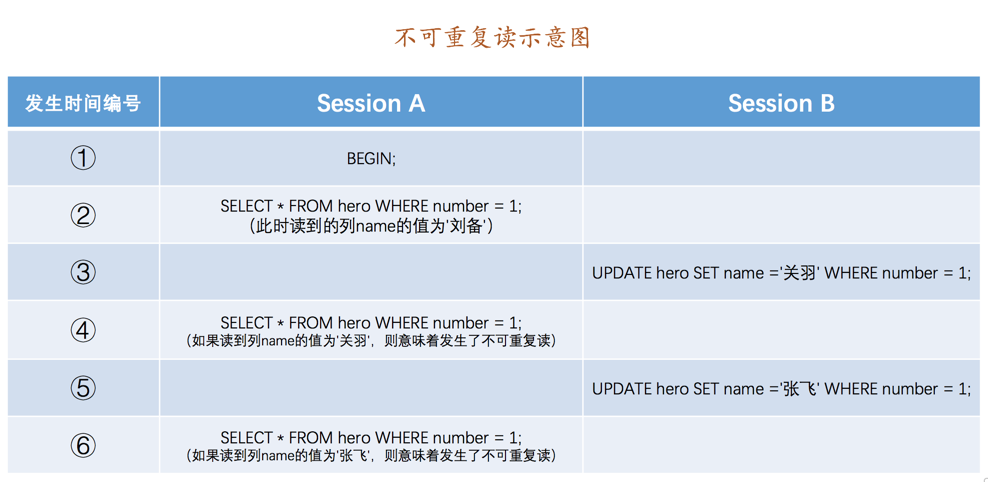 不可重复读示意图
发生时间编号 Session A Session B
① BEGIN;
② SELECT * FROM hero WHERE number = 1;
（此时读到的列name的值为'刘备'）
③ UPDATE hero SET name ='关羽' WHERE number = 1;
④ SELECT * FROM hero WHERE number = 1;
（如果读到列name的值为'关羽'，则意味着发生了不可重复读）
⑤ UPDATE hero SET name ='张飞' WHERE number = 1;
⑥ SELECT * FROM hero WHERE number = 1;
（如果读到列name的值为'张飞'，则意味着发生了不可重复读）